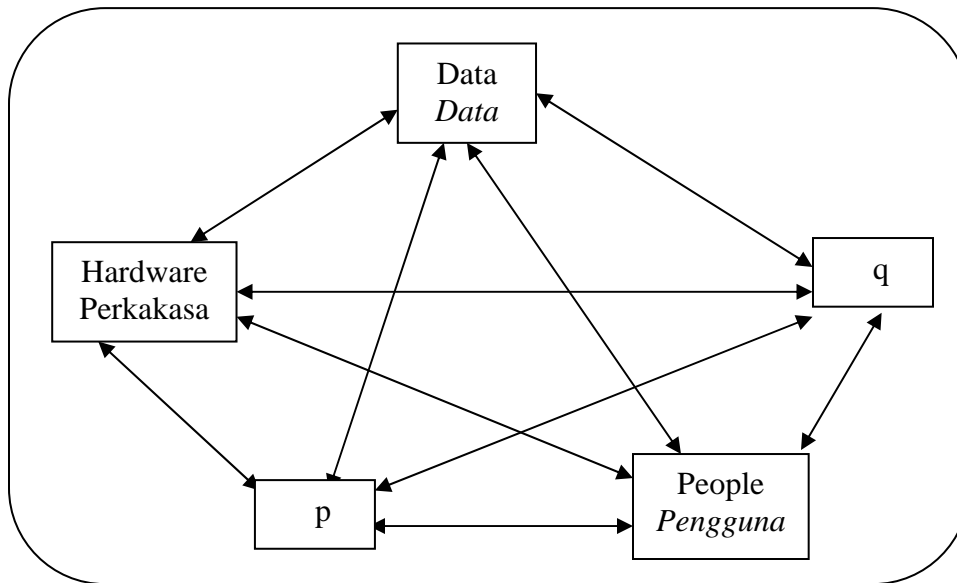 Data
Data
Hardware
Perkakasa
q
p
People
Pengguna